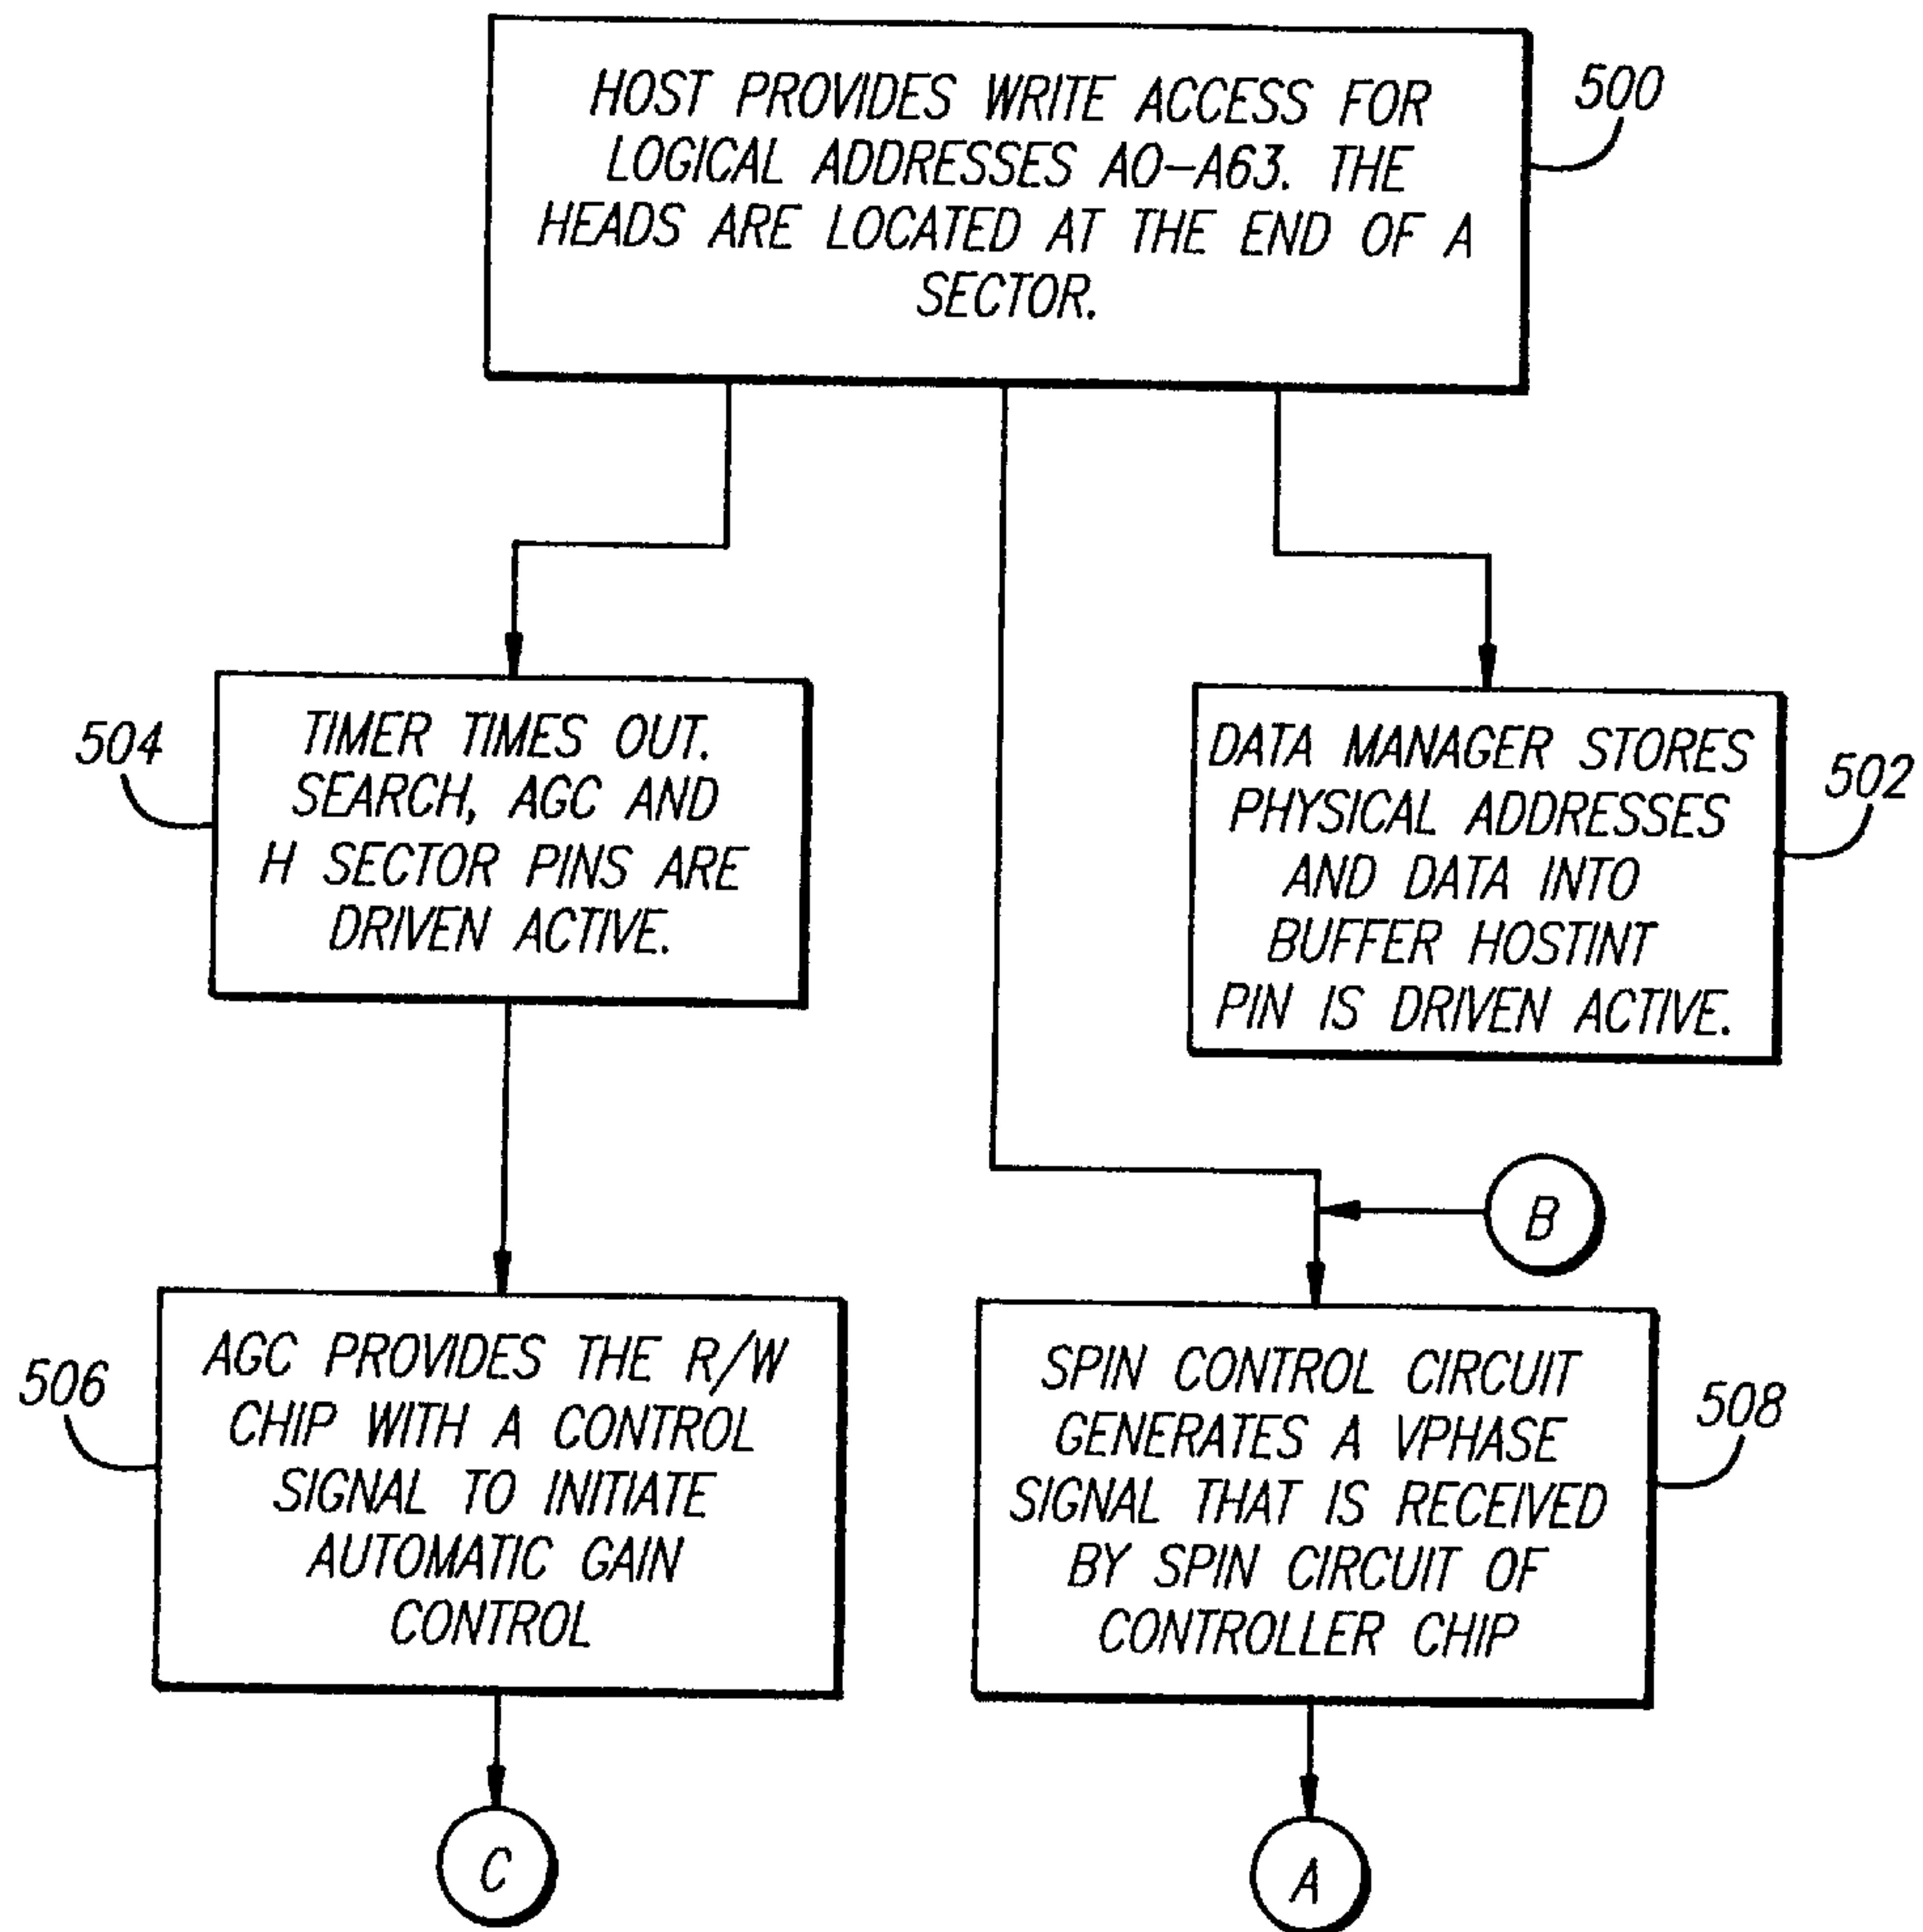 HOST PROVIDES WRITE ACCESS FOR
LOGICAL ADDRESSES A0-A63. THE
HEADS ARE LOCATED AT THE END OF A
SECTOR.
500
TIMER TIMES OUT.
SEARCH, AGC AND
H SECTOR PINS ARE
DRIVEN ACTIVE.
504
DATA MANAGER STORES
PHYSICAL ADDRESSES
AND DATA INTO
BUFFER HOSTINT
PIN IS DRIVEN ACTIVE.
502
B
AGC PROVIDES THE R/W
CHIP WITH A CONTROL
SIGNAL TO INITIATE
AUTOMATIC GAIN
CONTROL
506
SPIN CONTROL CIRCUIT
GENERATES A VPHASE
SIGNAL THAT IS RECEIVED
BY SPIN CIRCUIT OF
CONTROLLER CHIP
508
C
A